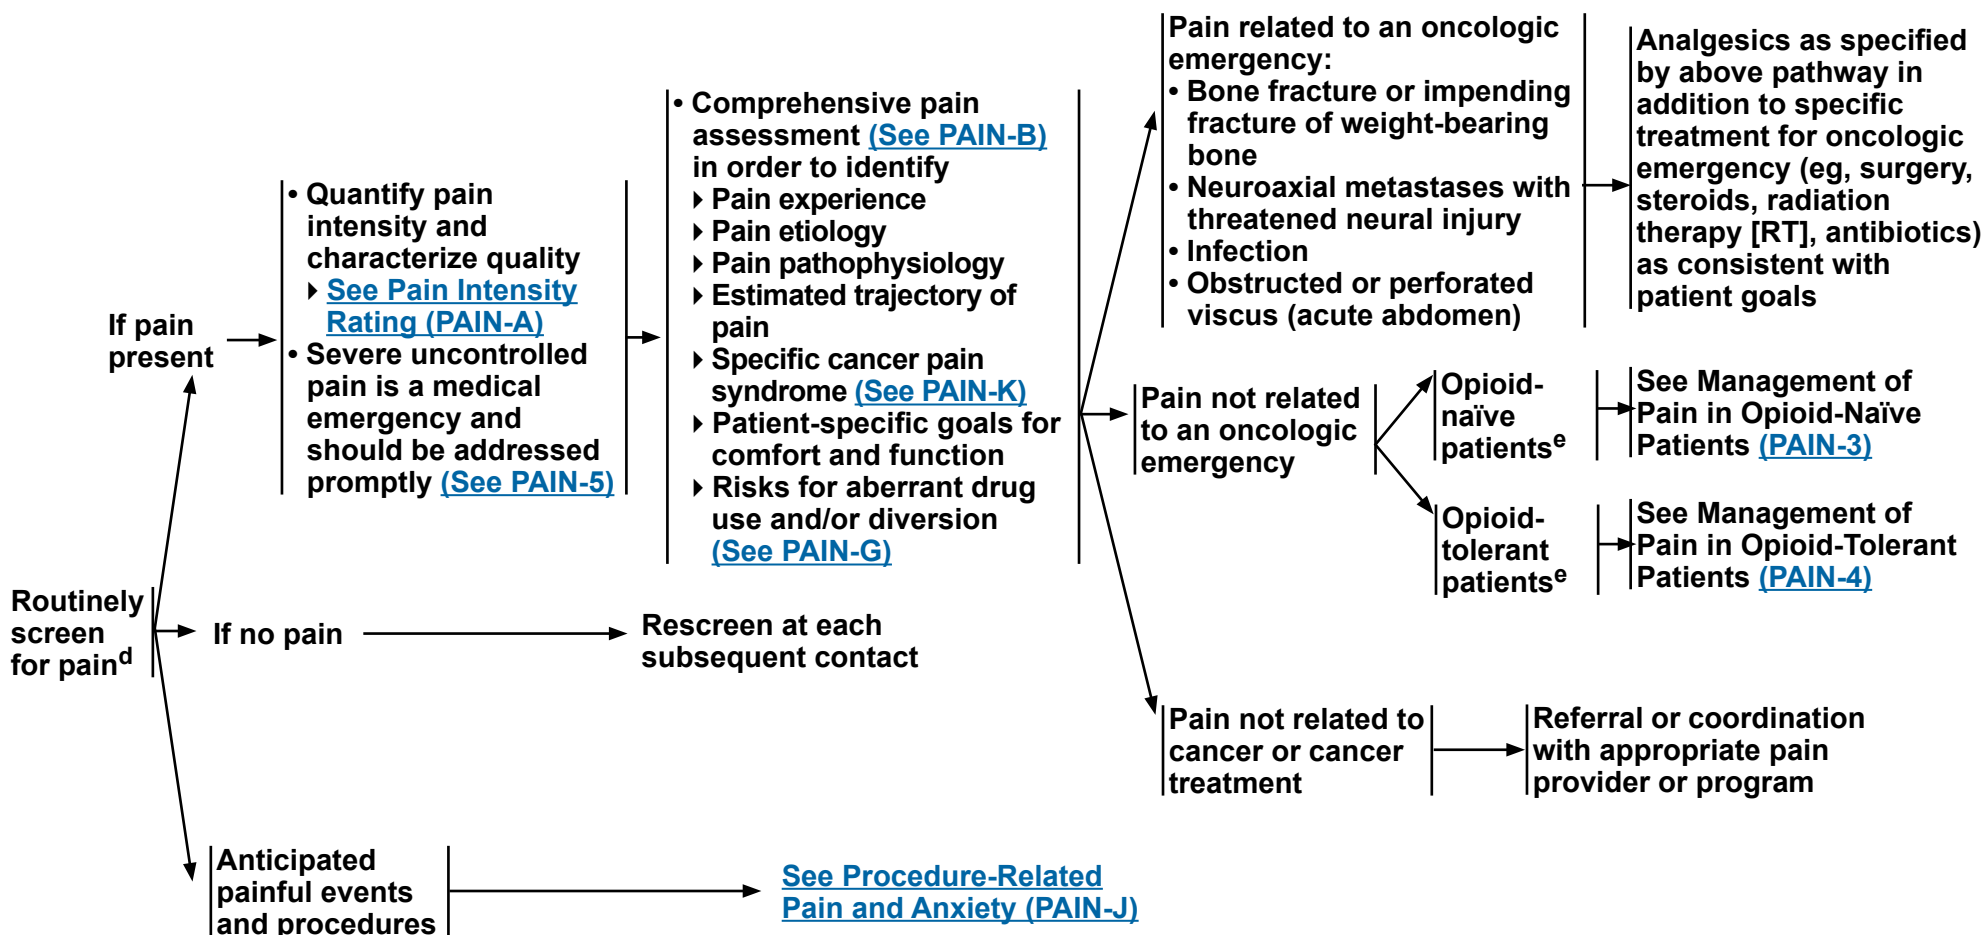 Routinely
screen
for painᵈ
If pain
present
• Quantify pain
intensity and
characterize quality
▸ See Pain Intensity
Rating (PAIN-A)
• Severe uncontrolled
pain is a medical
emergency and
should be addressed
promptly (See PAIN-5)
• Comprehensive pain
assessment (See PAIN-B)
in order to identify
▸ Pain experience
▸ Pain etiology
▸ Pain pathophysiology
▸ Estimated trajectory of
pain
▸ Specific cancer pain
syndrome (See PAIN-K)
▸ Patient-specific goals for
comfort and function
▸ Risks for aberrant drug
use and/or diversion
(See PAIN-G)
Pain related to an oncologic
emergency:
• Bone fracture or impending
fracture of weight-bearing
bone
• Neuroaxial metastases with
threatened neural injury
• Infection
• Obstructed or perforated
viscus (acute abdomen)
Analgesics as specified
by above pathway in
addition to specific
treatment for oncologic
emergency (eg, surgery,
steroids, radiation
therapy [RT], antibiotics)
as consistent with
patient goals
Pain not related
to an oncologic
emergency
Opioid-
naïve
patientsᵉ
See Management of
Pain in Opioid-Naïve
Patients (PAIN-3)
Opioid-
tolerant
patientsᵉ
See Management of
Pain in Opioid-Tolerant
Patients (PAIN-4)
Pain not related to
cancer or cancer
treatment
Referral or coordination
with appropriate pain
provider or program
If no pain
Rescreen at each
subsequent contact
Anticipated
painful events
and procedures
See Procedure-Related
Pain and Anxiety (PAIN-J)